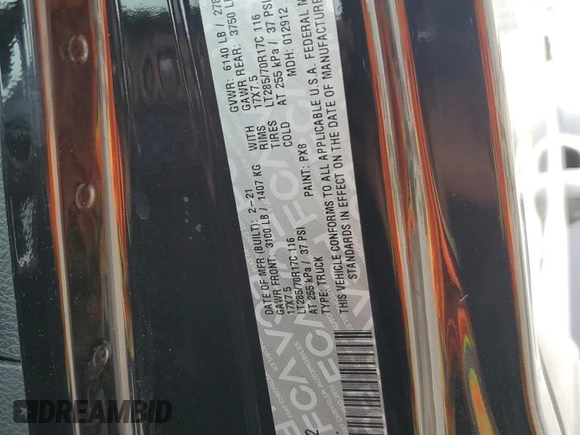 DATE OF MFR (BUILT): 2-21 GVWR: 6140 LB / 278
GAWR FRONT: 3100 LB / 1407 KG WITH GAWR REAR: 3750 L
17X7.5 RIMS 17X7.5
LT285/70R17C 116 TIRES LT285/70R17C 116
AT 255 kPa / 37 PSI COLD AT 255 kPa / 37 PSI
TYPE: TRUCK PAINT: PX8 MDH: 012912
THIS VEHICLE CONFORMS TO ALL APPLICABLE U.S.A. FEDERAL M
STANDARDS IN EFFECT ON THE DATE OF MANUFACTURE
DREAMBID